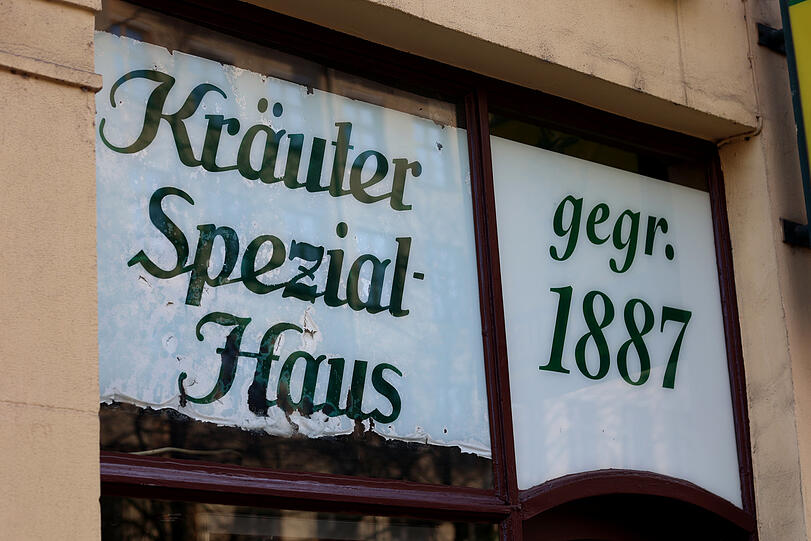 Kräuter
Spezial-
Haus
gegr.
1887